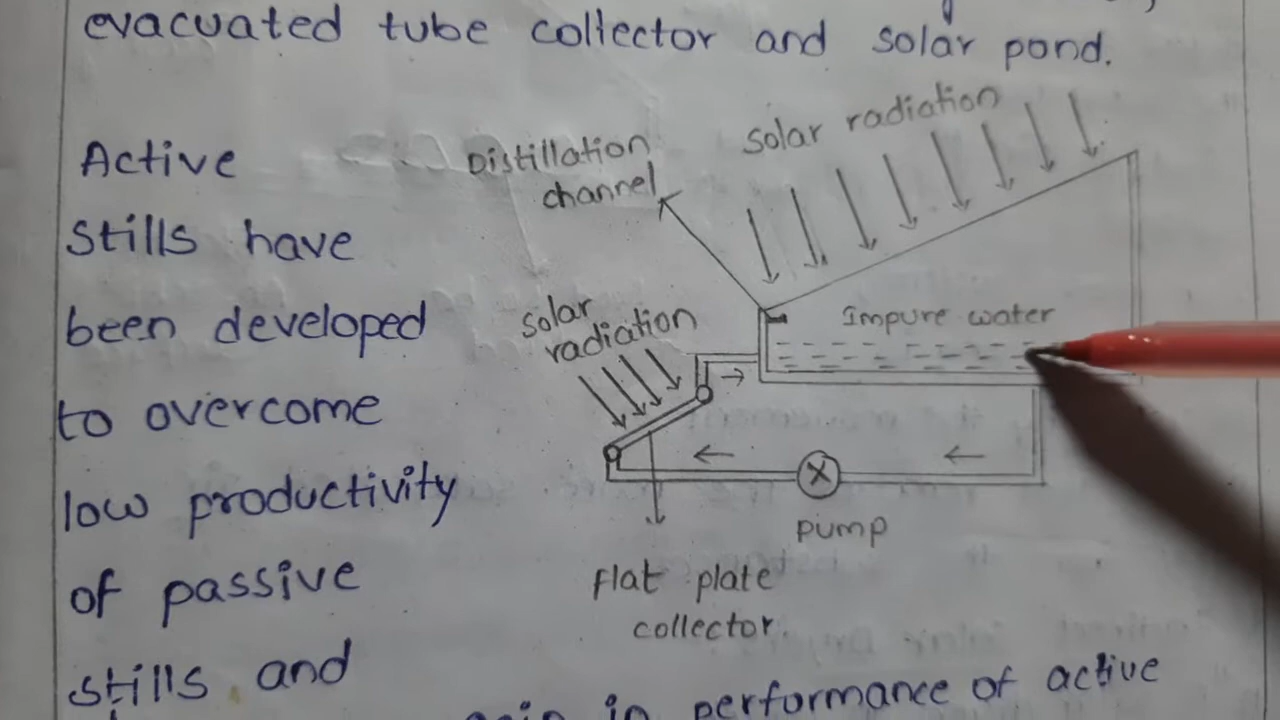 evacuated tube collector and solar pond.
Active
stills have
been developed
to overcome
low productivity
of passive
stills and
Distillation
channel
solar radiation
solar
radiation
Impure water
pump
flat plate
collector.
in performance of active